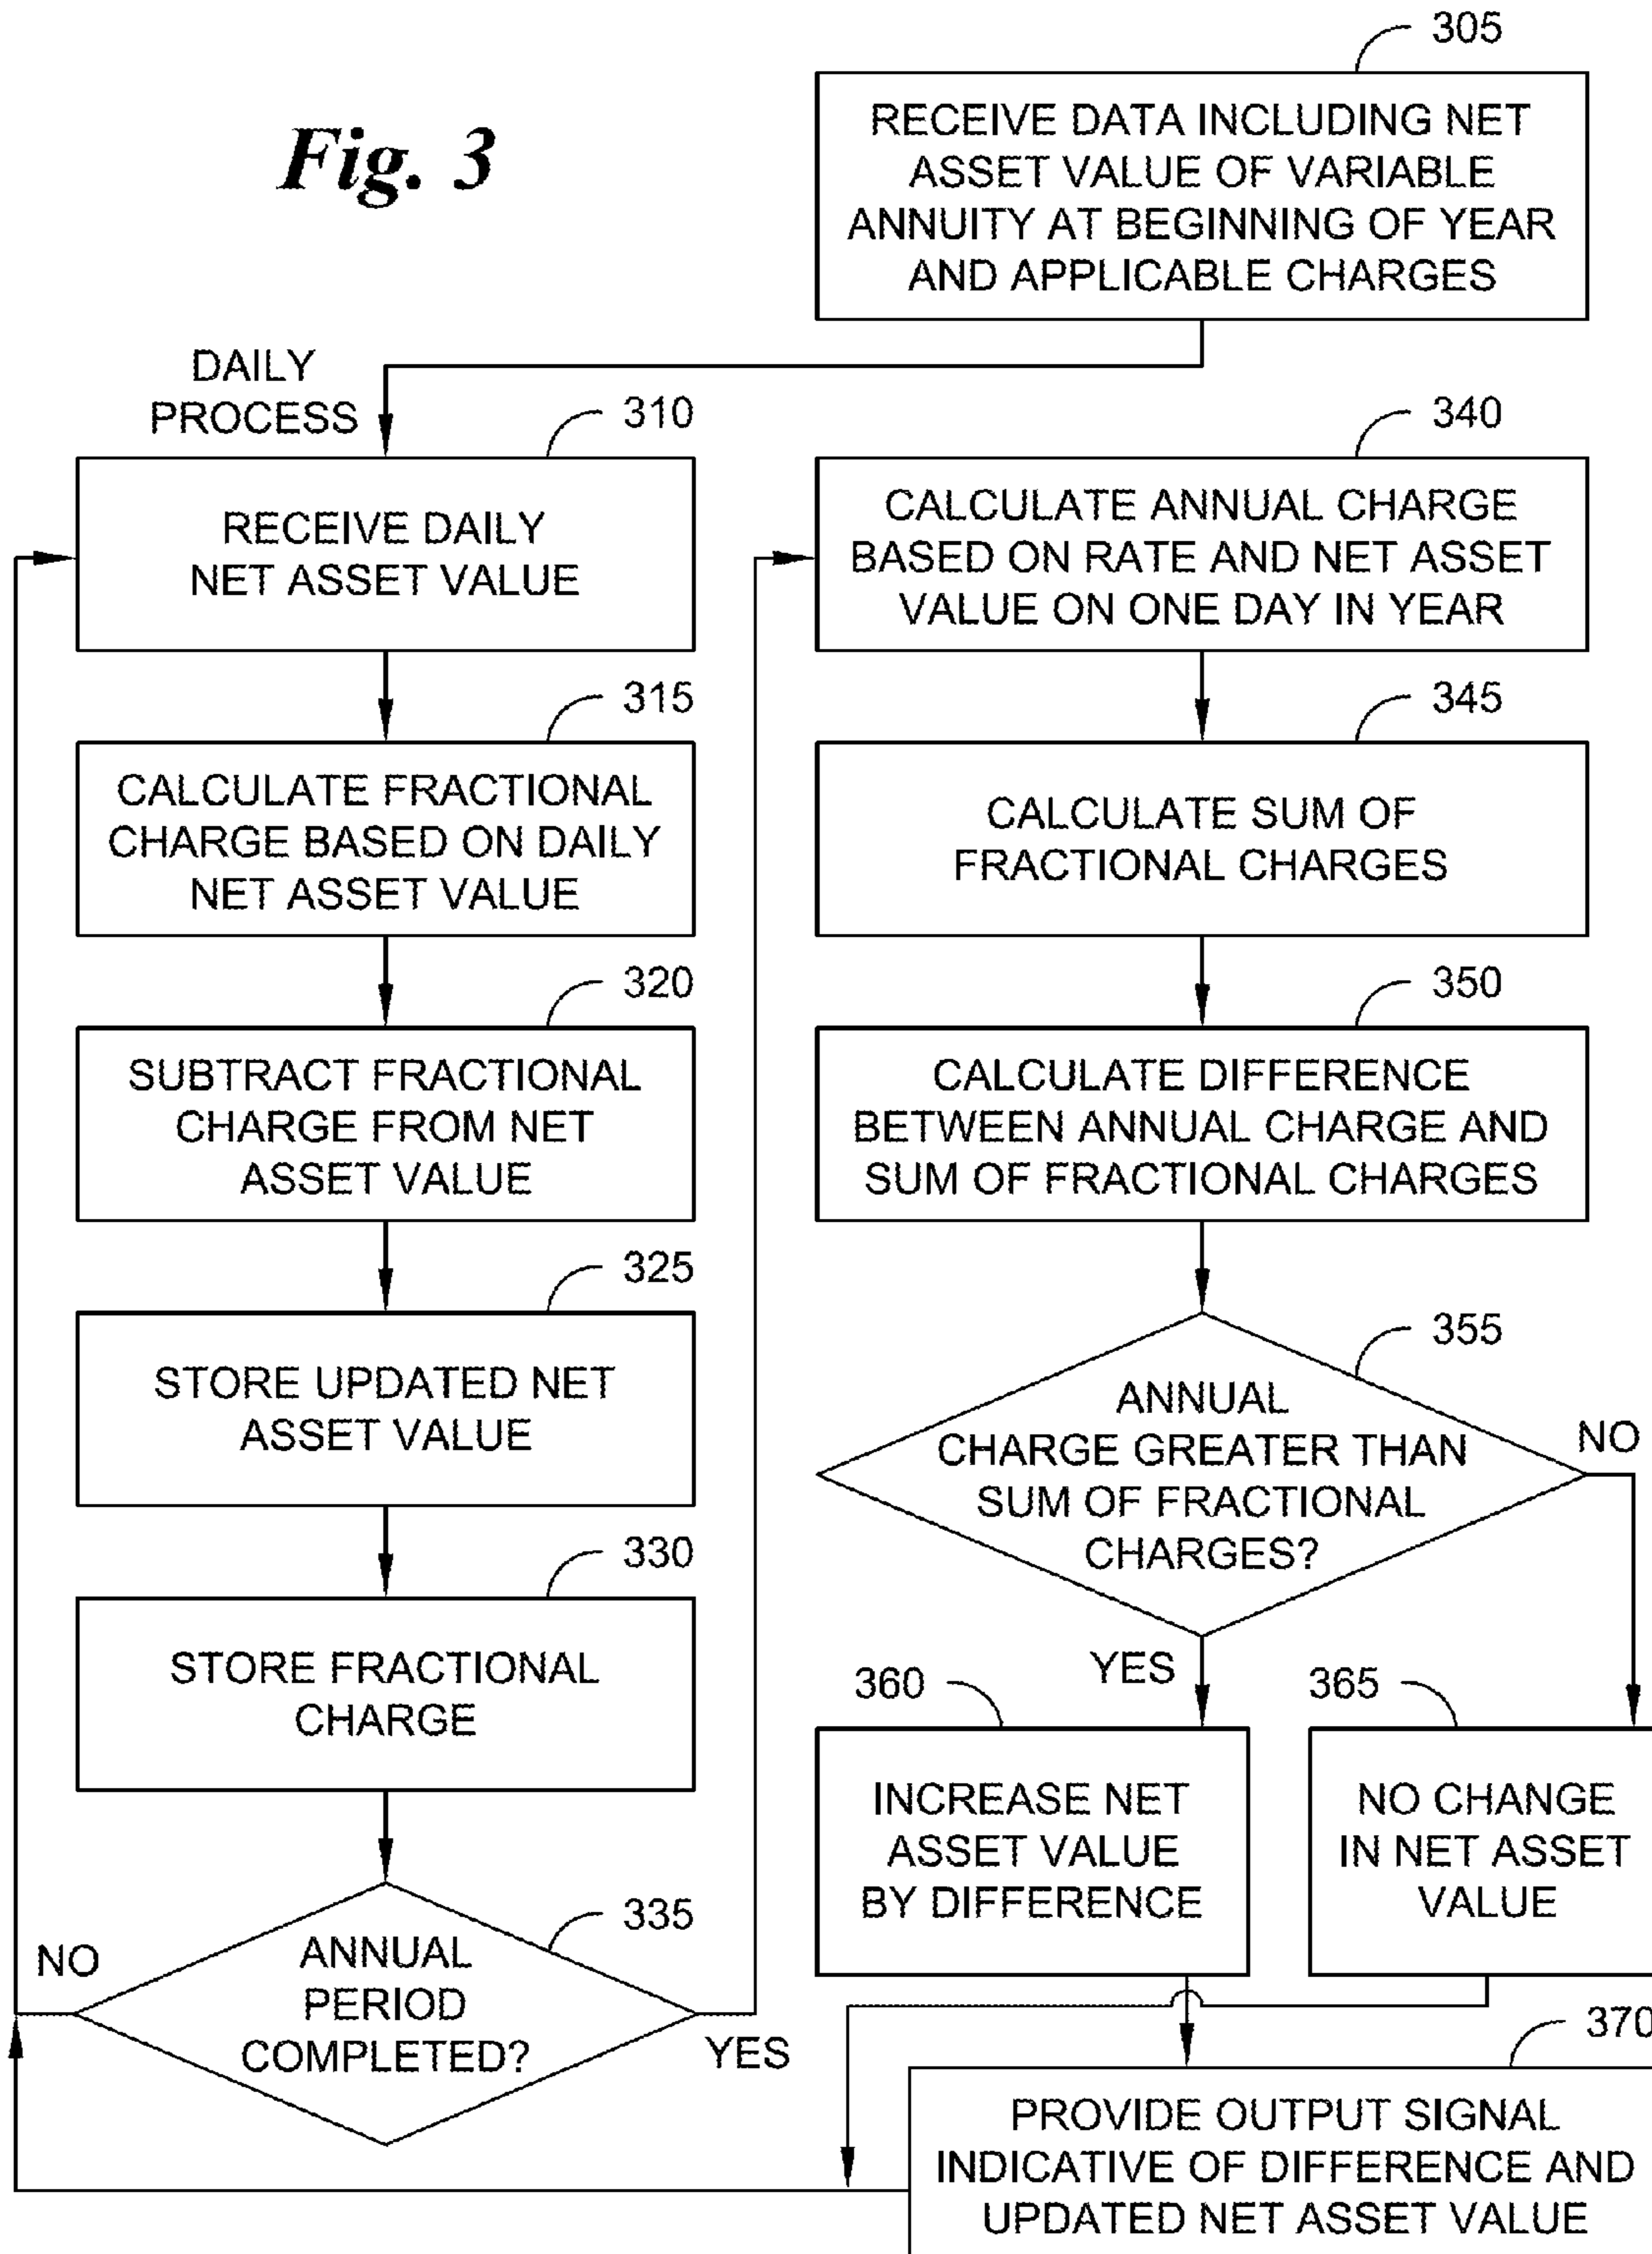 Fig. 3
305
RECEIVE DATA INCLUDING NET
ASSET VALUE OF VARIABLE
ANNUITY AT BEGINNING OF YEAR
AND APPLICABLE CHARGES
DAILY
PROCESS
310
RECEIVE DAILY
NET ASSET VALUE
315
CALCULATE FRACTIONAL
CHARGE BASED ON DAILY
NET ASSET VALUE
320
SUBTRACT FRACTIONAL
CHARGE FROM NET
ASSET VALUE
325
STORE UPDATED NET
ASSET VALUE
330
STORE FRACTIONAL
CHARGE
335
ANNUAL
PERIOD
COMPLETED?
NO
YES
340
CALCULATE ANNUAL CHARGE
BASED ON RATE AND NET ASSET
VALUE ON ONE DAY IN YEAR
345
CALCULATE SUM OF
FRACTIONAL CHARGES
350
CALCULATE DIFFERENCE
BETWEEN ANNUAL CHARGE AND
SUM OF FRACTIONAL CHARGES
355
ANNUAL
CHARGE GREATER THAN
SUM OF FRACTIONAL
CHARGES?
NO
YES
360
INCREASE NET
ASSET VALUE
BY DIFFERENCE
365
NO CHANGE
IN NET ASSET
VALUE
370
PROVIDE OUTPUT SIGNAL
INDICATIVE OF DIFFERENCE AND
UPDATED NET ASSET VALUE